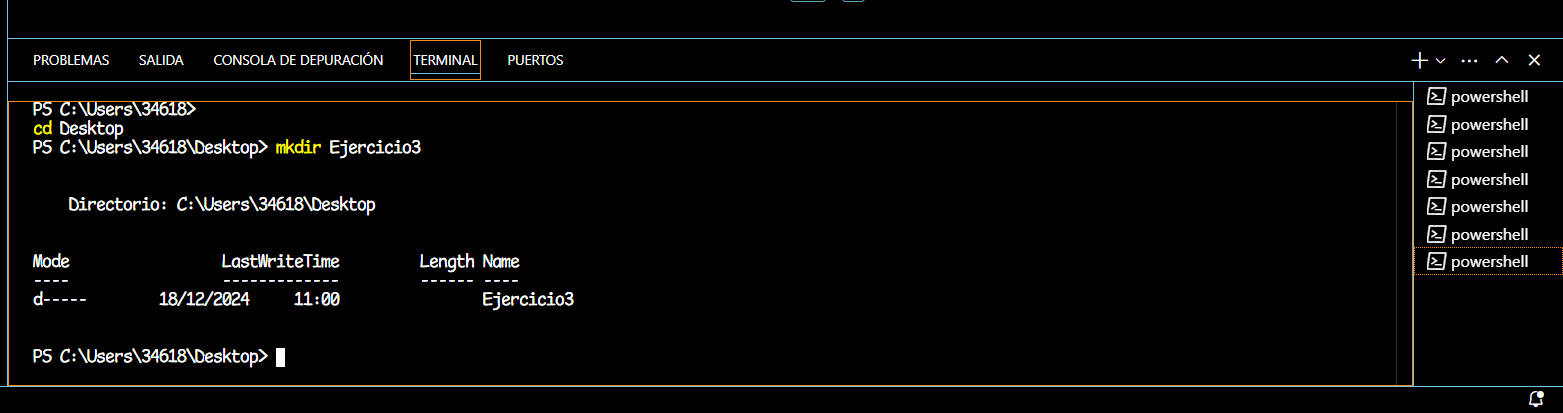 PROBLEMAS SALIDA CONSOLA DE DEPURACIÓN TERMINAL PUERTOS
PS C:\Users\34618>
cd Desktop
PS C:\Users\34618\Desktop> mkdir Ejercicio3
Directorio: C:\Users\34618\Desktop
Mode LastWriteTime Length Name
---- ------------- ------ ----
d----- 18/12/2024 11:00 Ejercicio3
PS C:\Users\34618\Desktop>
powershell
powershell
powershell
powershell
powershell
powershell
powershell